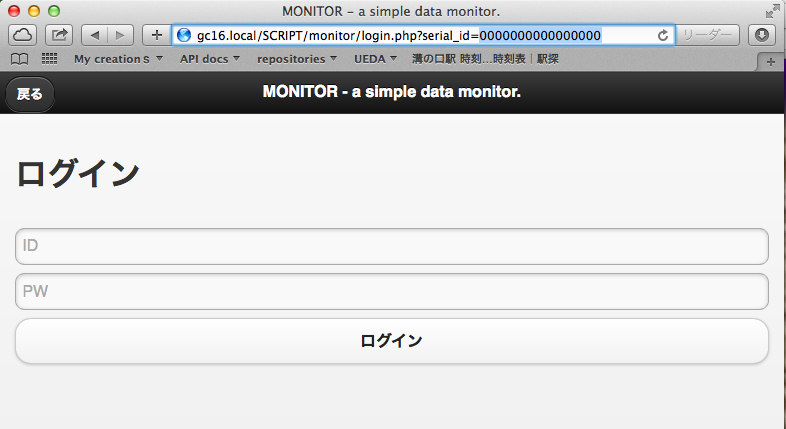 MONITOR – a simple data monitor.
gc16.local/SCRIPT/monitor/login.php?serial_id=0000000000000000
リーダー
My creationｓ
API docs
repositories
UEDA
溝の口駅 時刻…時刻表｜駅探
戻る
MONITOR - a simple data monitor.
ログイン
ID
PW
ログイン